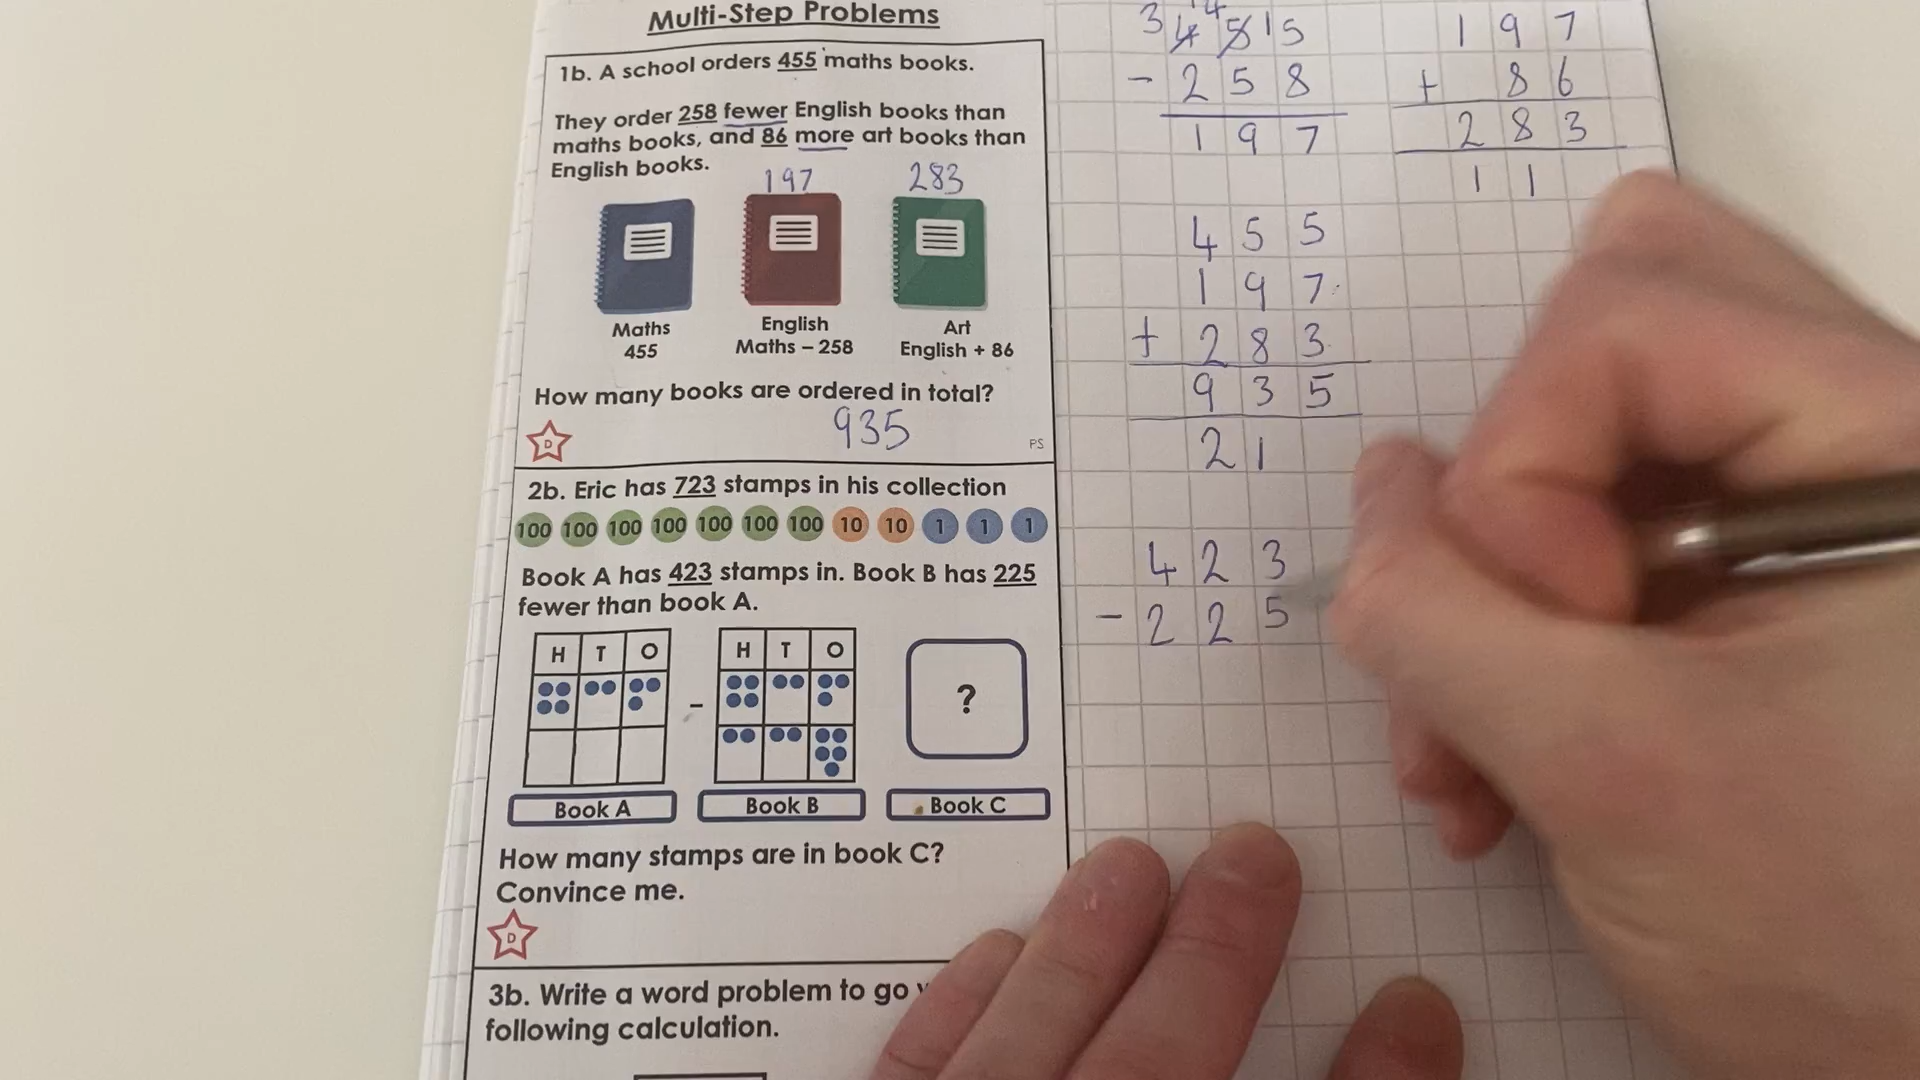 Multi-Step Problems
1b. A school orders 455 maths books.
They order 258 fewer English books than
maths books, and 86 more art books than
English books.
197 283
Maths
455
English
Maths – 258
Art
English + 86
How many books are ordered in total?
935
D
PS
2b. Eric has 723 stamps in his collection
100 100 100 100 100 100 100 10 10 1 1 1
Book A has 423 stamps in. Book B has 225
fewer than book A.
H T O
H T O
-
?
Book A
Book B
Book C
How many stamps are in book C?
Convince me.
D
3b. Write a word problem to go
following calculation.
3 4 14 5 15
- 2 5 8
1 9 7
1 9 7
+ 8 6
2 8 3
1 1
4 5 5
1 9 7
+ 2 8 3
9 3 5
2 1
4 2 3
- 2 2 5